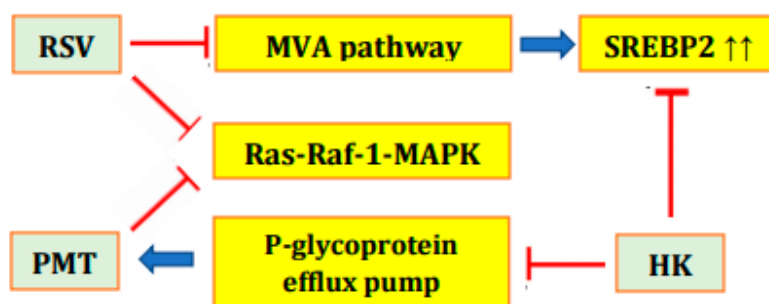 RSV
MVA pathway
SREBP2 ↑↑
Ras-Raf-1-MAPK
PMT
P-glycoprotein
efflux pump
HK